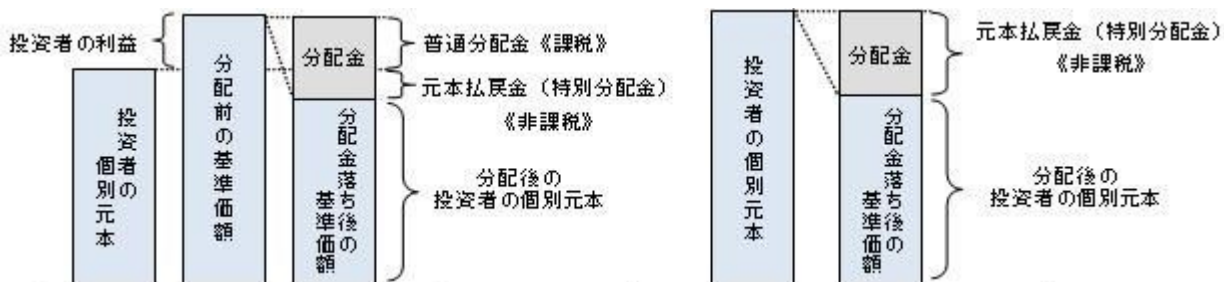 投資者の利益
投資者の
個別元本
分配前の基準価額
分配金
分配金落ち後の
基準価額
普通分配金《課税》
元本払戻金（特別分配金）
《非課税》
分配後の
投資者の個別元本
投資者の個別元本
分配金
分配金落ち後の
基準価額
元本払戻金（特別分配金）
《非課税》
分配後の
投資者の個別元本